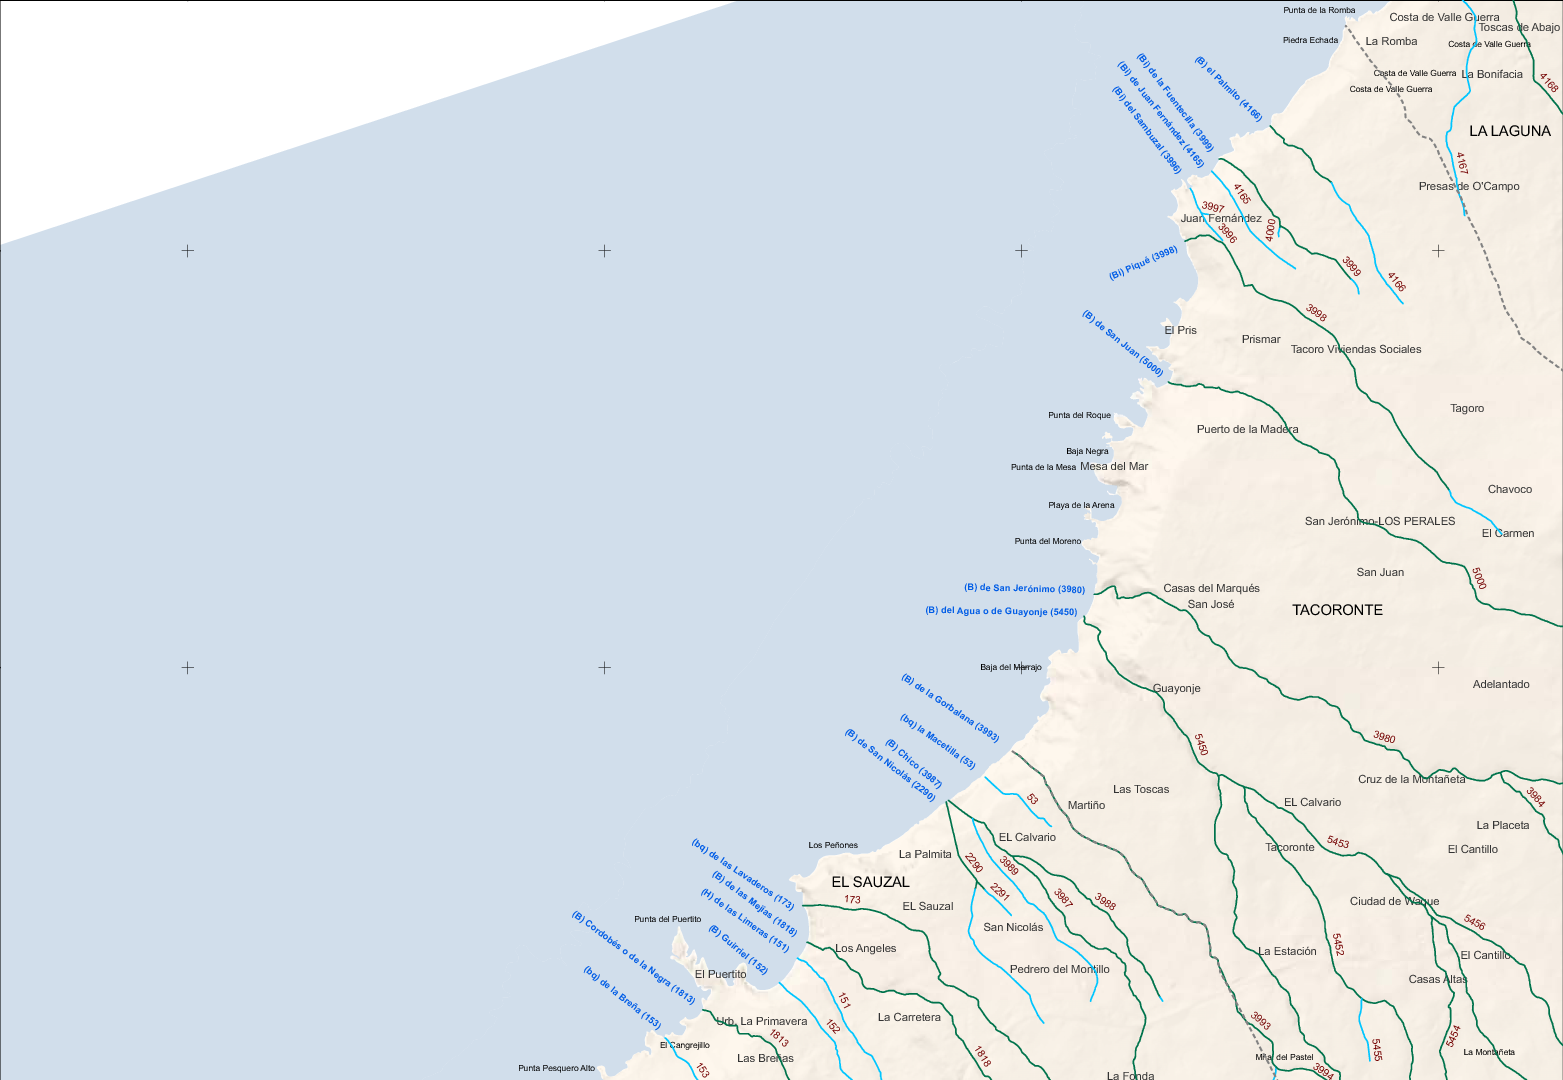 Punta de la Romba
Costa de Valle Guerra
Toscas de Abajo
Piedra Echada
La Romba
Costa de Valle Guerra
Costa de Valle Guerra
La Bonifacia
Costa de Valle Guerra
4168
LA LAGUNA
(B) el Palmito (4166)
(Bi) de la Fuentecilla (3999)
(Bi) de Juan Fernández (4165)
(Bi) del Sambuzal (3996)
4167
Presas de O'Campo
4165
3997
Juan Fernández
3996
4000
(Bi) Piqué (3998)
3999
4166
3998
(B) de San Juan (5000)
El Pris
Prismar
Tacoro Viviendas Sociales
Tagoro
Punta del Roque
Puerto de la Madera
Baja Negra
Punta de la Mesa
Mesa del Mar
Chavoco
Playa de la Arena
San Jerónimo-LOS PERALES
El Carmen
Punta del Moreno
San Juan
5000
(B) de San Jerónimo (3980)
Casas del Marqués
San José
TACORONTE
(B) del Agua o de Guayonje (5450)
Baja del Marrajo
Guayonje
Adelantado
(B) de la Gorbalana (3993)
(bq) la Macetilla (53)
(B) Chico (3987)
(B) de San Nicolás (2290)
5450
3980
Cruz de la Montañeta
3984
Las Toscas
53
Martiño
EL Calvario
La Placeta
EL Calvario
5453
Tacoronte
El Cantillo
Los Peñones
La Palmita
2290
3989
2291
3987
3988
EL SAUZAL
(bq) de las Lavaderos (173)
(B) de las Mejías (1818)
(H) de las Limeras (151)
(B) Guirriel (152)
173
EL Sauzal
Ciudad de Waque
5456
San Nicolás
Punta del Puertito
(B) Cordobés o de la Negra (1813)
(bq) de la Breña (153)
Los Angeles
La Estación
5452
El Cantillo
El Puertito
Pedrero del Montillo
Casas Altas
151
152
Urb. La Primavera
La Carretera
3993
1813
5454
5455
El Cangrejillo
Las Breñas
1818
Mña. del Pastel
La Montañeta
Punta Pesquero Alto
153
La Fonda
3994